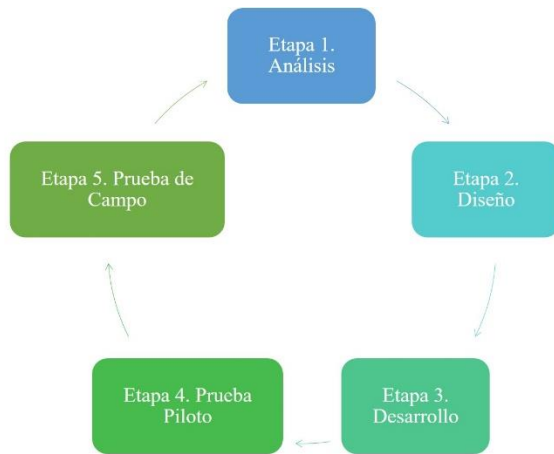 Etapa 1.
Análisis
Etapa 2.
Diseño
Etapa 3.
Desarrollo
Etapa 4. Prueba
Piloto
Etapa 5. Prueba de
Campo